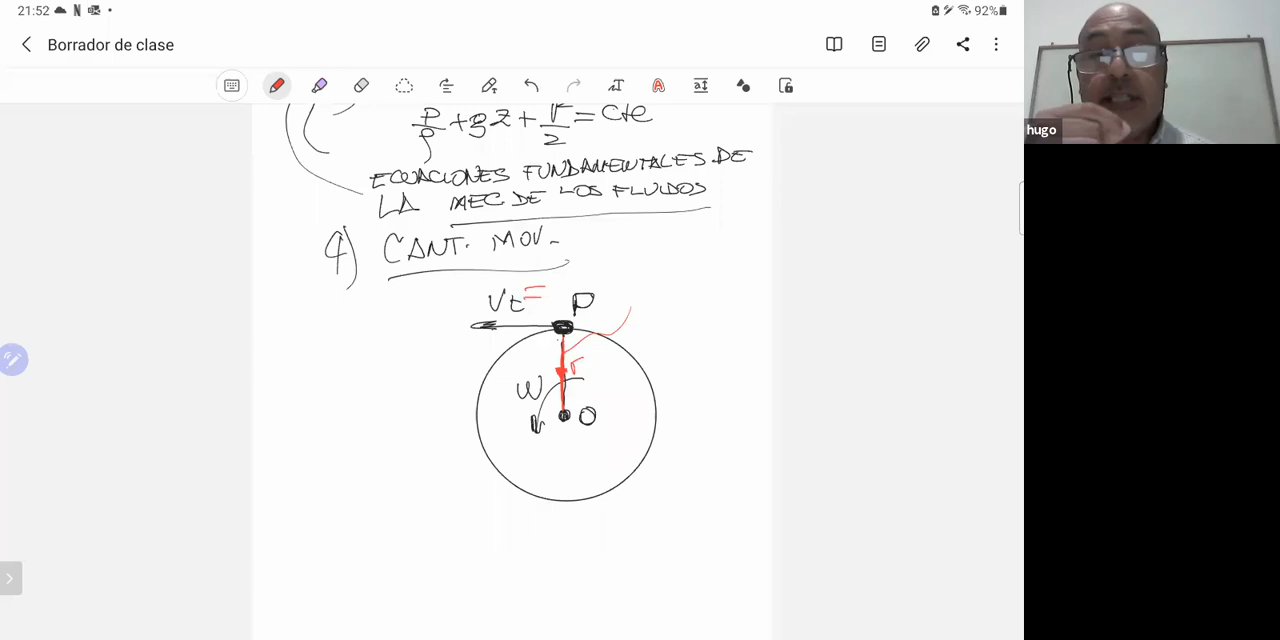 21:52 92%
Borrador de clase
hugo
P/ρ + gz + V/2 = Cte
ECUACIONES FUNDAMENTALES DE
LA MEC. DE LOS FLUIDOS
4) CANT. MOV.
Vt = P
r
W
O